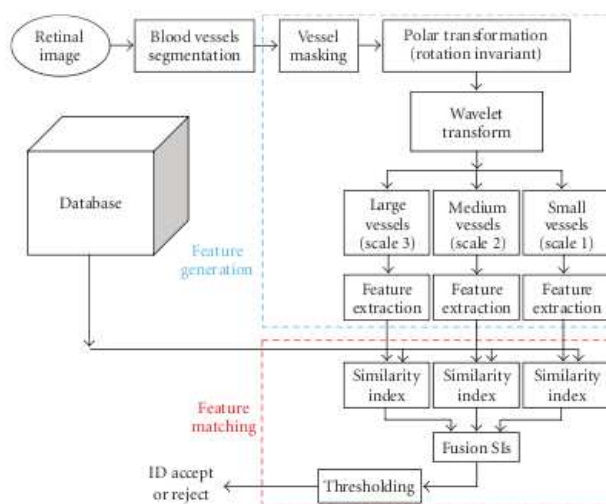 Retinal
image
Blood vessels
segmentation
Vessel
masking
Polar transformation
(rotation invariant)
Wavelet
transform
Database
Large
vessels
(scale 3)
Medium
vessels
(scale 2)
Small
vessels
(scale 1)
Feature
generation
Feature
extraction
Feature
extraction
Feature
extraction
Similarity
index
Similarity
index
Similarity
index
Feature
matching
Fusion SIs
Thresholding
ID accept
or reject